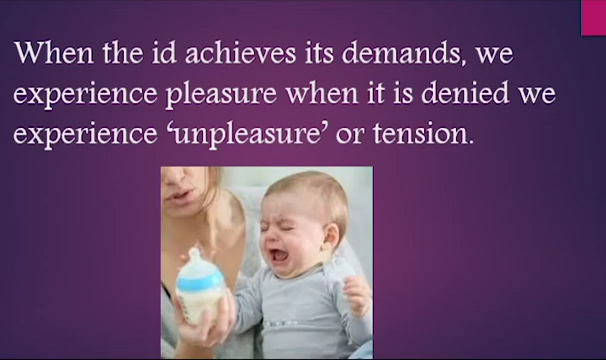 When the id achieves its demands, we
experience pleasure when it is denied we
experience ‘unpleasure’ or tension.